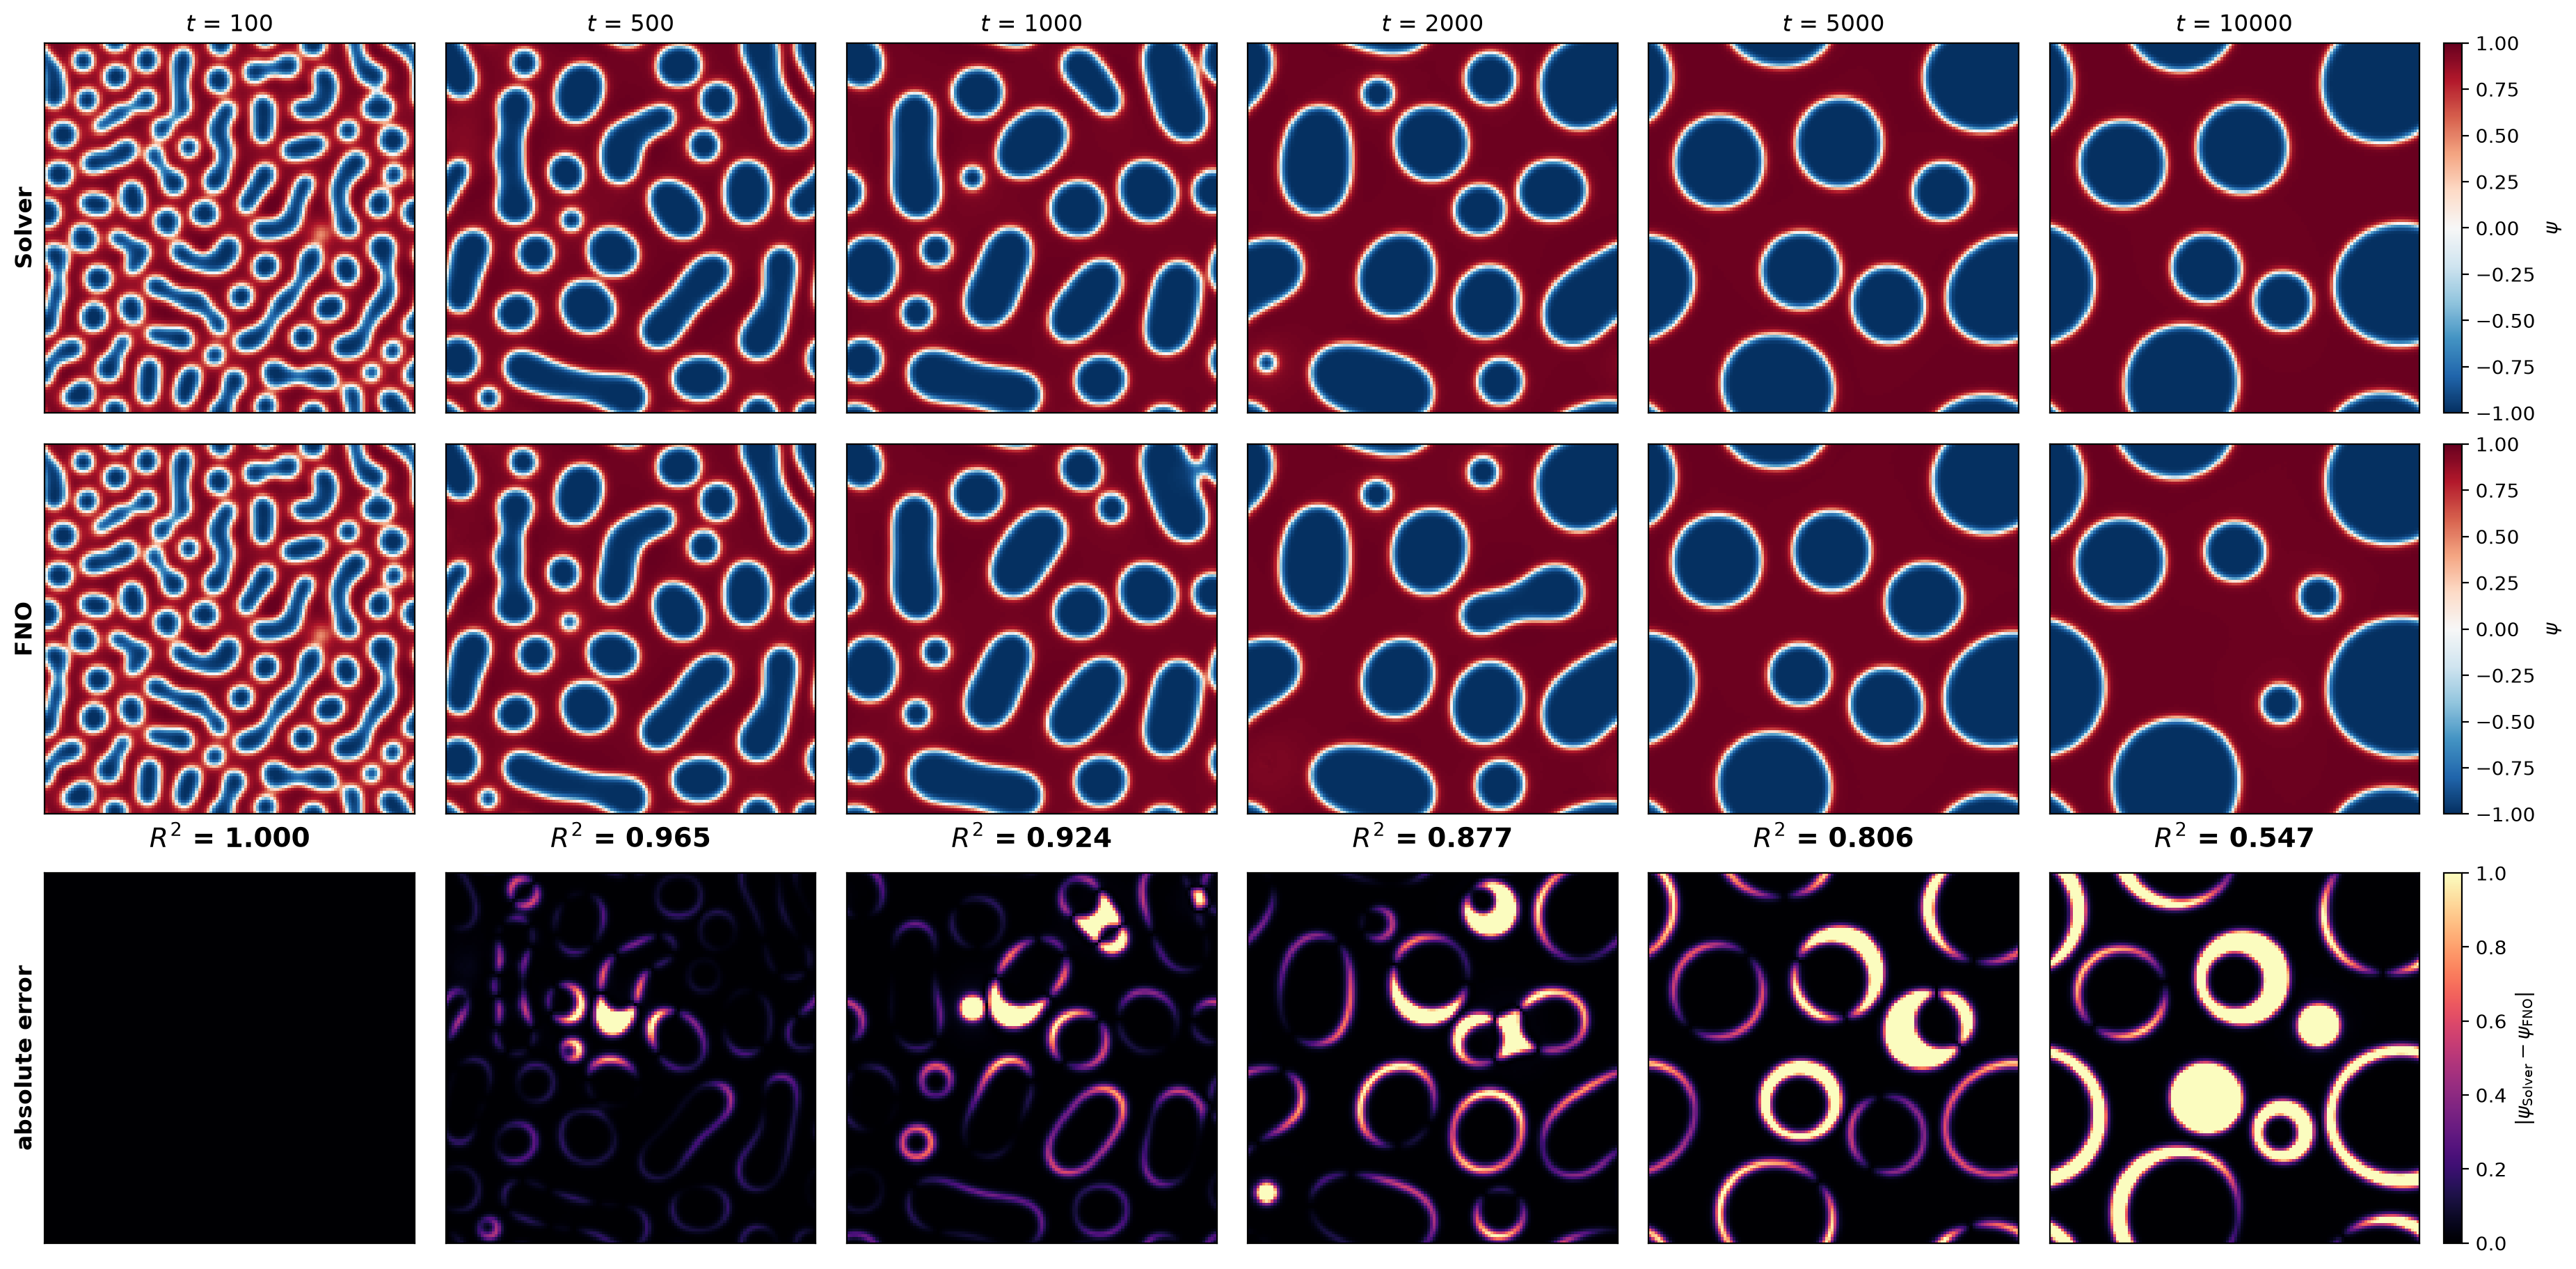 t = 100
t = 500
t = 1000
t = 2000
t = 5000
t = 10000
Solver
1.00
0.75
0.50
0.25
0.00
−0.25
−0.50
−0.75
−1.00
ψ
FNO
1.00
0.75
0.50
0.25
0.00
−0.25
−0.50
−0.75
−1.00
ψ
R² = 1.000
R² = 0.965
R² = 0.924
R² = 0.877
R² = 0.806
R² = 0.547
absolute error
1.0
0.8
0.6
0.4
0.2
0.0
|ψSolver − ψFNO|